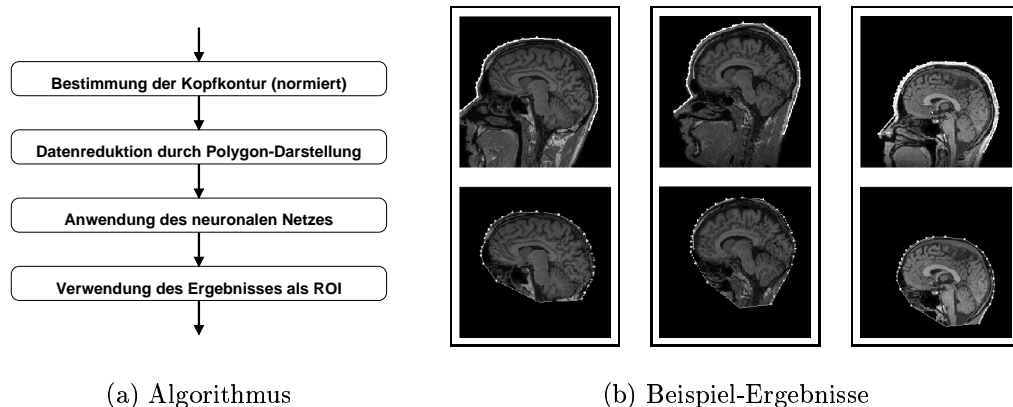 Bestimmung der Kopfkontur (normiert)
Datenreduktion durch Polygon-Darstellung
Anwendung des neuronalen Netzes
Verwendung des Ergebnisses als ROI
(a) Algorithmus
(b) Beispiel-Ergebnisse